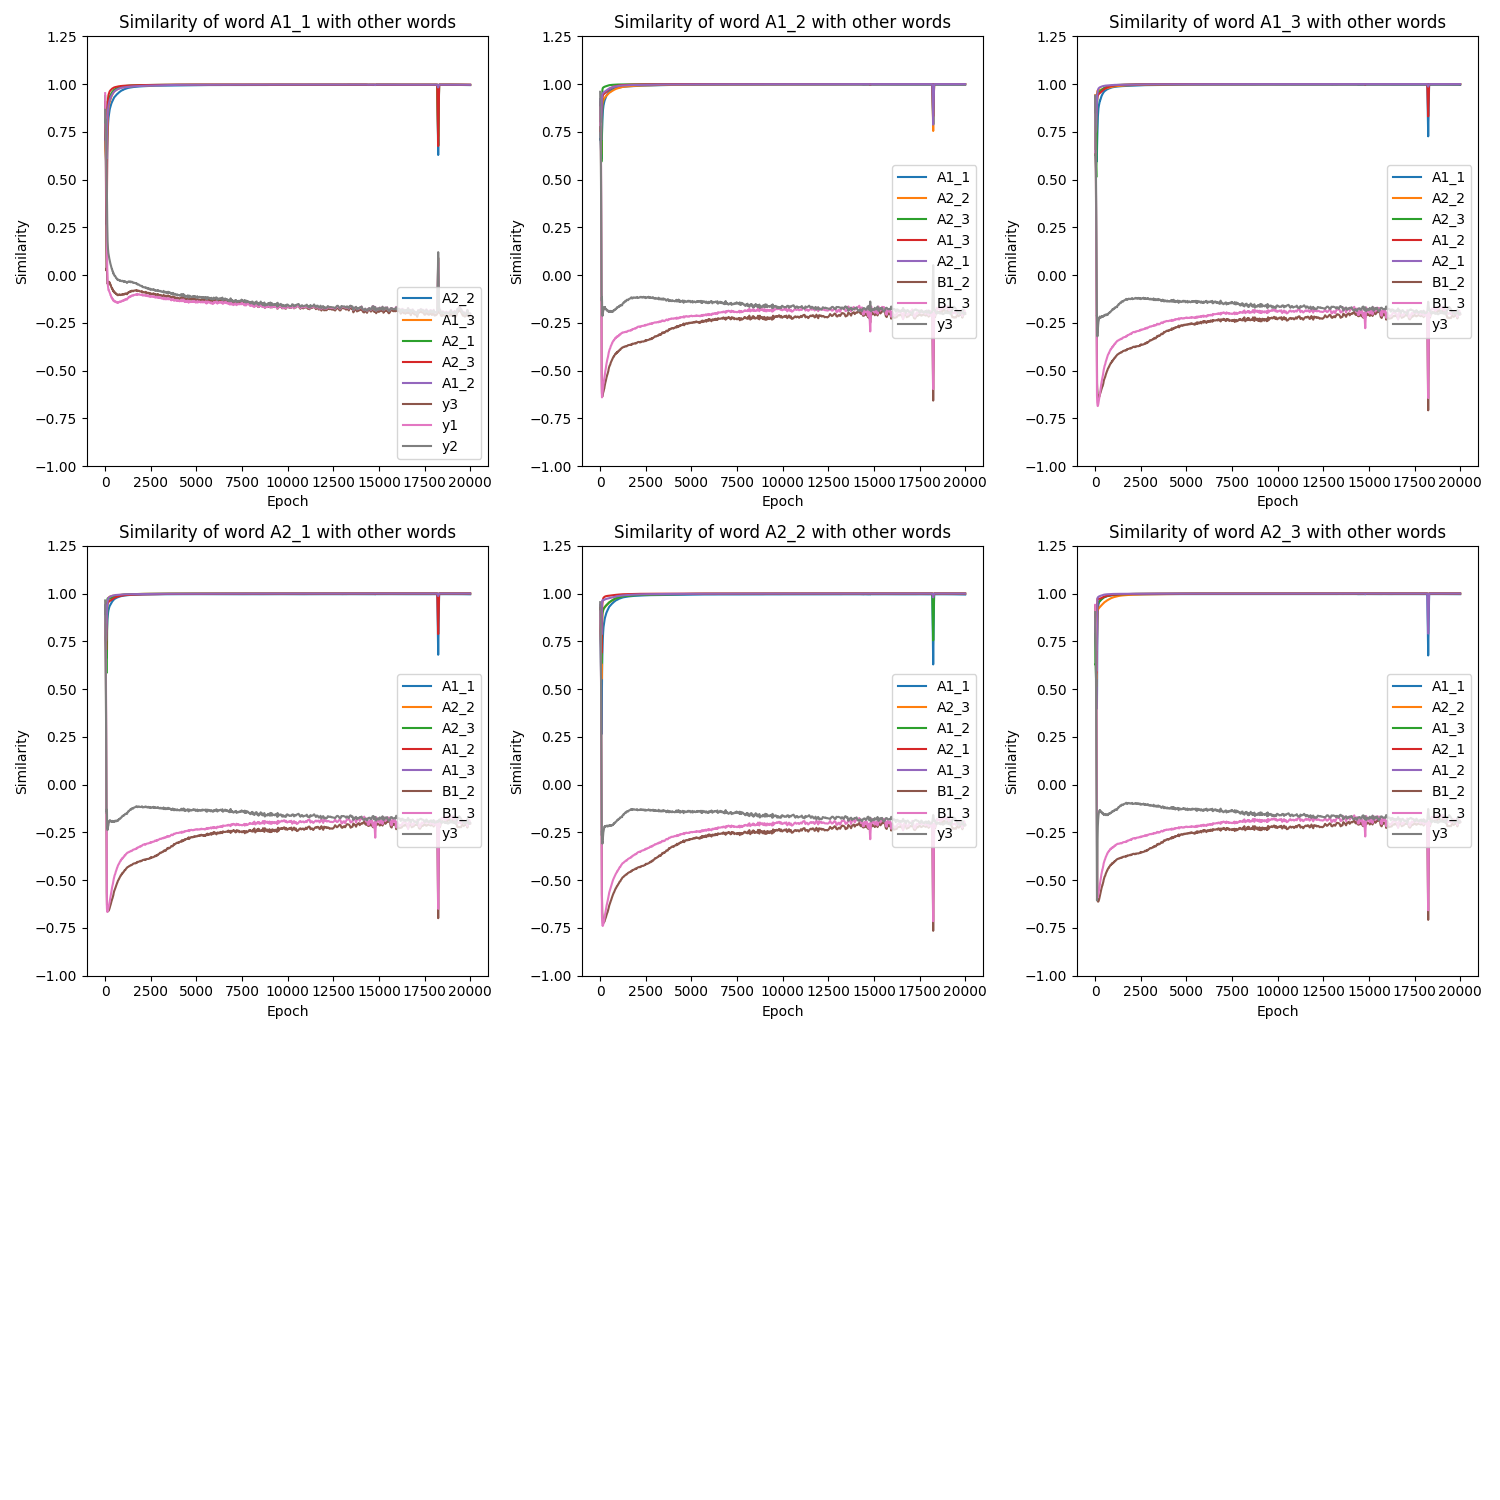 Similarity of word A1_1 with other words
1.25
1.00
0.75
0.50
0.25
0.00
−0.25
−0.50
−0.75
−1.00
Similarity
A2_2
A1_3
A2_1
A2_3
A1_2
y3
y1
y2
0 2500 5000 7500 10000 12500 15000 17500 20000
Epoch
Similarity of word A1_2 with other words
1.25
1.00
0.75
0.50
0.25
0.00
−0.25
−0.50
−0.75
−1.00
Similarity
A1_1
A2_2
A2_3
A1_3
A2_1
B1_2
B1_3
y3
0 2500 5000 7500 10000 12500 15000 17500 20000
Epoch
Similarity of word A1_3 with other words
1.25
1.00
0.75
0.50
0.25
0.00
−0.25
−0.50
−0.75
−1.00
Similarity
A1_1
A2_2
A2_3
A1_2
A2_1
B1_2
B1_3
y3
0 2500 5000 7500 10000 12500 15000 17500 20000
Epoch
Similarity of word A2_1 with other words
1.25
1.00
0.75
0.50
0.25
0.00
−0.25
−0.50
−0.75
−1.00
Similarity
A1_1
A2_2
A2_3
A1_2
A1_3
B1_2
B1_3
y3
0 2500 5000 7500 10000 12500 15000 17500 20000
Epoch
Similarity of word A2_2 with other words
1.25
1.00
0.75
0.50
0.25
0.00
−0.25
−0.50
−0.75
−1.00
Similarity
A1_1
A2_3
A1_2
A2_1
A1_3
B1_2
B1_3
y3
0 2500 5000 7500 10000 12500 15000 17500 20000
Epoch
Similarity of word A2_3 with other words
1.25
1.00
0.75
0.50
0.25
0.00
−0.25
−0.50
−0.75
−1.00
Similarity
A1_1
A2_2
A1_3
A2_1
A1_2
B1_2
B1_3
y3
0 2500 5000 7500 10000 12500 15000 17500 20000
Epoch